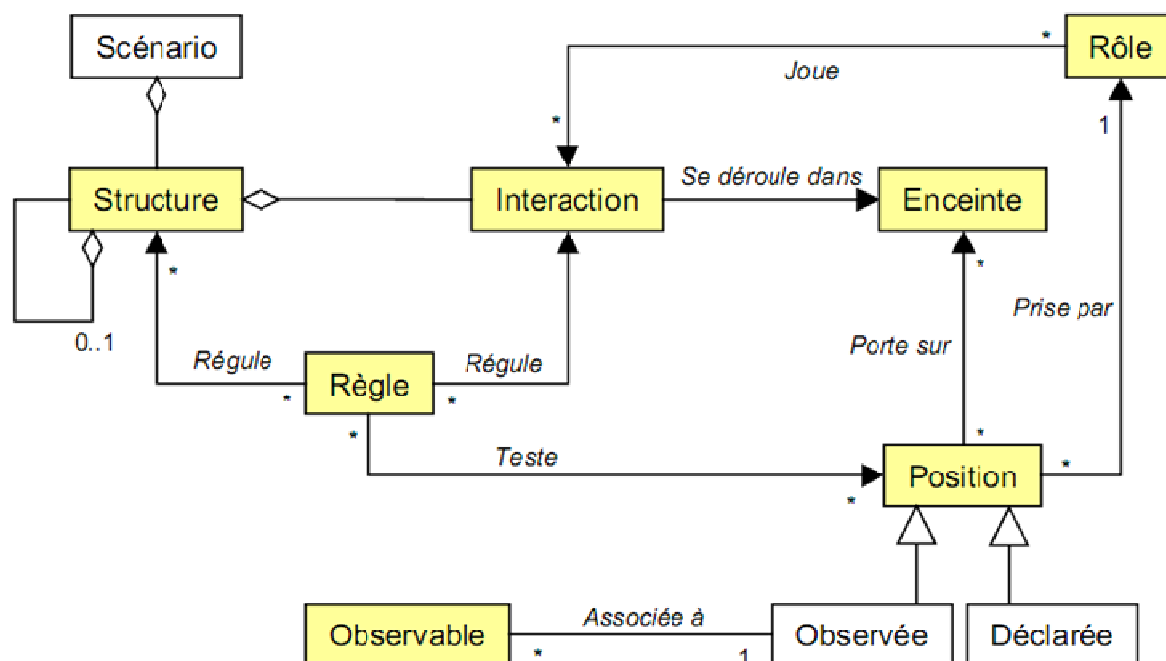 Scénario
*
Rôle
Joue
1
*
Structure
Interaction
Se déroule dans
Enceinte
*
*
0..1
Régule
Régule
Porte sur
Prise par
Règle
*
*
*
*
Teste
*
Position
*
*
Observable
Associée à
Observée
Déclarée
*
1